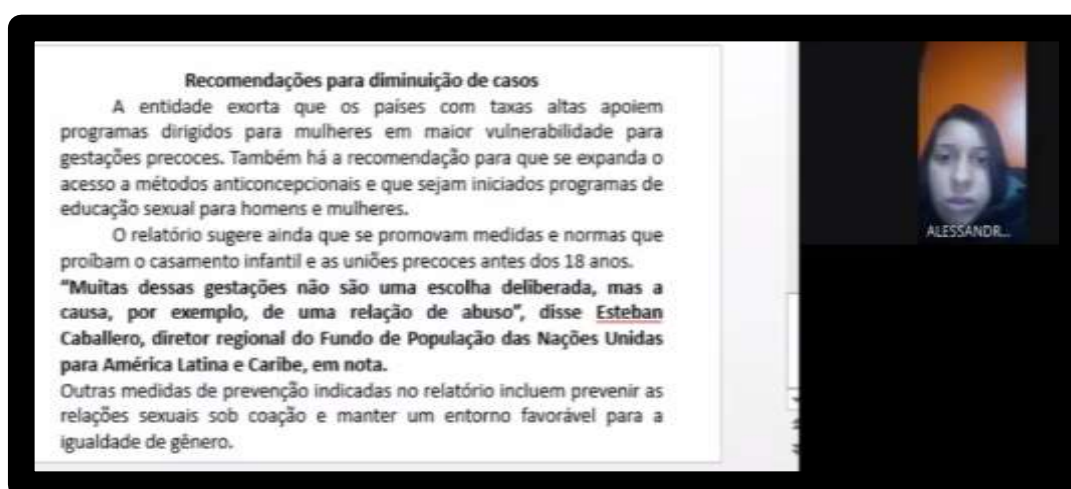 Recomendações para diminuição de casos
A entidade exorta que os países com taxas altas apoiem
programas dirigidos para mulheres em maior vulnerabilidade para
gestações precoces. Também há a recomendação para que se expanda o
acesso a métodos anticoncepcionais e que sejam iniciados programas de
educação sexual para homens e mulheres.
O relatório sugere ainda que se promovam medidas e normas que
proíbam o casamento infantil e as uniões precoces antes dos 18 anos.
"Muitas dessas gestações não são uma escolha deliberada, mas a
causa, por exemplo, de uma relação de abuso", disse Esteban
Caballero, diretor regional do Fundo de População das Nações Unidas
para América Latina e Caribe, em nota.
Outras medidas de prevenção indicadas no relatório incluem prevenir as
relações sexuais sob coação e manter um entorno favorável para a
igualdade de gênero.
ALESSANDR...